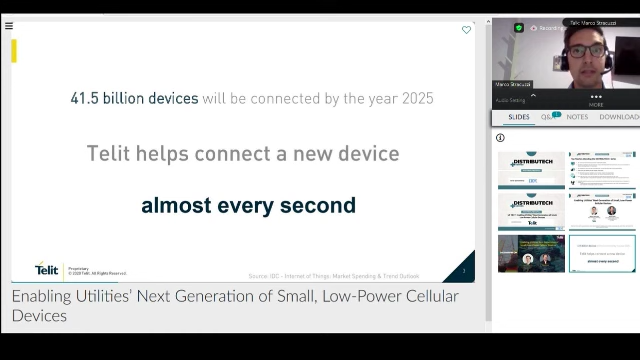 41.5 billion devices will be connected by the year 2025
Telit helps connect a new device
almost every second
Telit
Proprietary
© 2020 Telit. All Rights Reserved.
Source: IDC - Internet of Things: Market Spending & Trend Outlook
3
Enabling Utilities' Next Generation of Small, Low-Power Cellular
Devices
Telit: Marco Stracuzzi
Recording
Marco Stracuzzi
Audio Setting
MORE
SLIDES
Q&A
NOTES
DOWNLOAD
DISTRIBUTECH
DISTRIBUTECH
almost every second